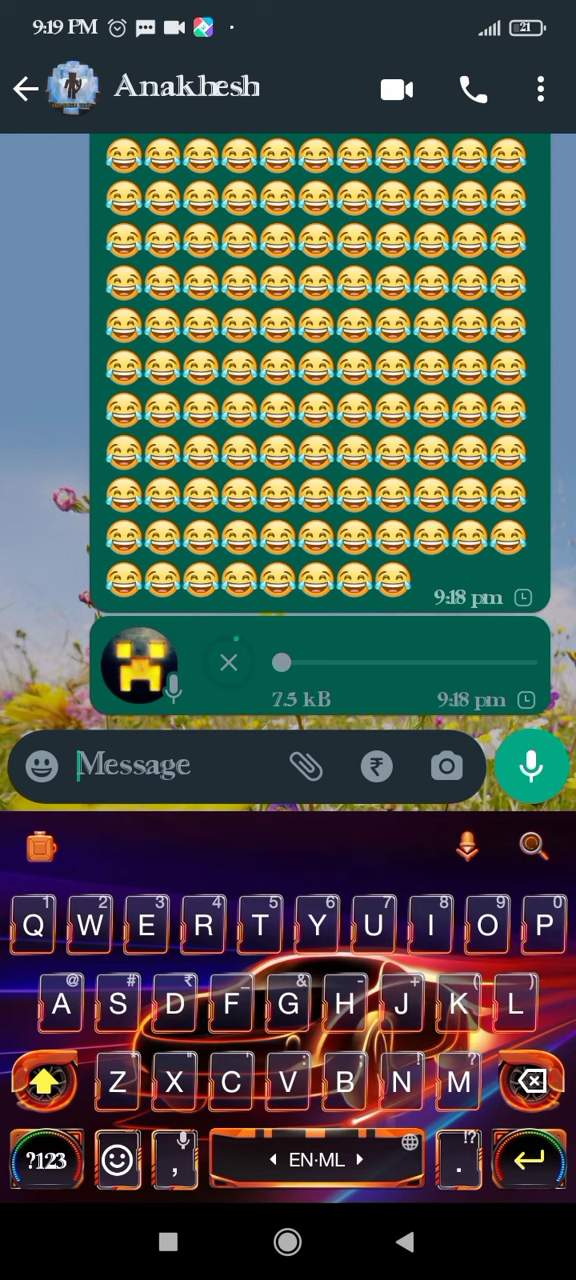 9:19 PM
21
Anakhesh
😂😂😂😂😂😂😂😂😂😂😂
😂😂😂😂😂😂😂😂😂😂😂
😂😂😂😂😂😂😂😂😂😂😂
😂😂😂😂😂😂😂😂😂😂😂
😂😂😂😂😂😂😂😂😂😂😂
😂😂😂😂😂😂😂😂😂😂😂
😂😂😂😂😂😂😂😂😂😂😂
😂😂😂😂😂😂😂😂😂😂😂
😂😂😂😂😂😂😂😂😂😂😂
😂😂😂😂😂😂😂😂😂😂😂
😂😂😂😂😂😂😂😂
9:18 pm
7.5 kB 9:18 pm
Message
₹
1 2 3 4 5 6 7 8 9 0
Q W E R T Y U I O P
@ # ₹ _ & - + ( )
A S D F G H J K L
" ' : ; ! ?
Z X C V B N M
!?
?123 , EN·ML .